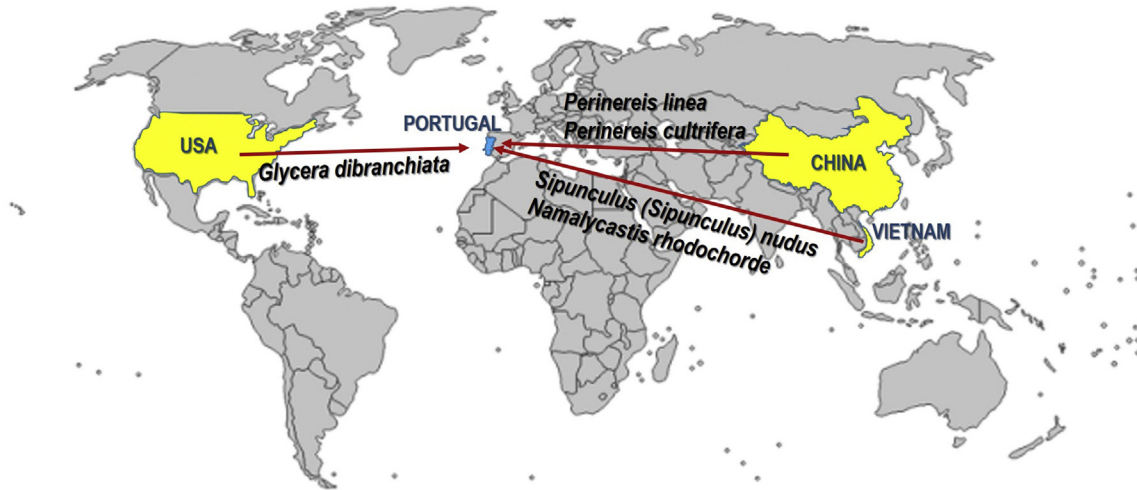 Perinereis linea
Perinereis cultrifera
PORTUGAL
USA
Glycera dibranchiata
CHINA
Sipunculus (Sipunculus) nudus
Namalycastis rhodochorde
VIETNAM